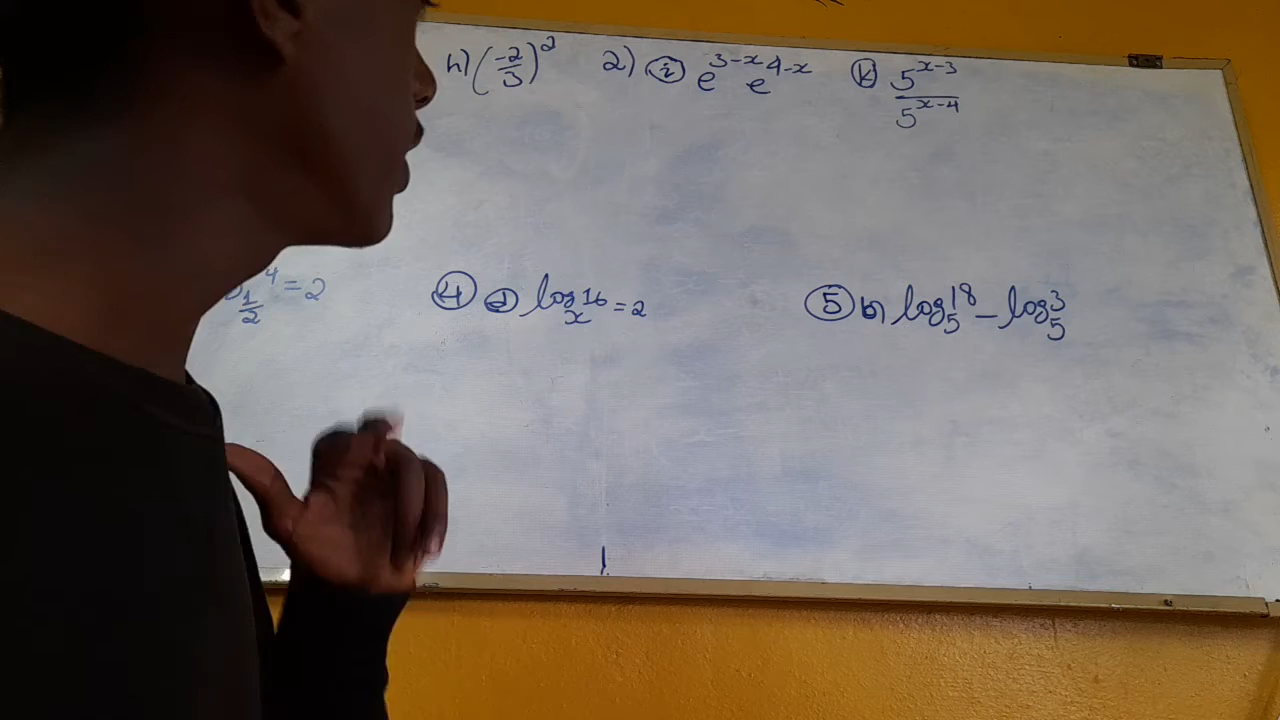 h) (-2/3)^2 2) (i) e^{3-x} e^{4-x} (k) 5^{x-3}/5^{x-4}
1/2 4 = 2 (4) (d) log_x 16 = 2 (5) b) log_5 18 - log_5 3